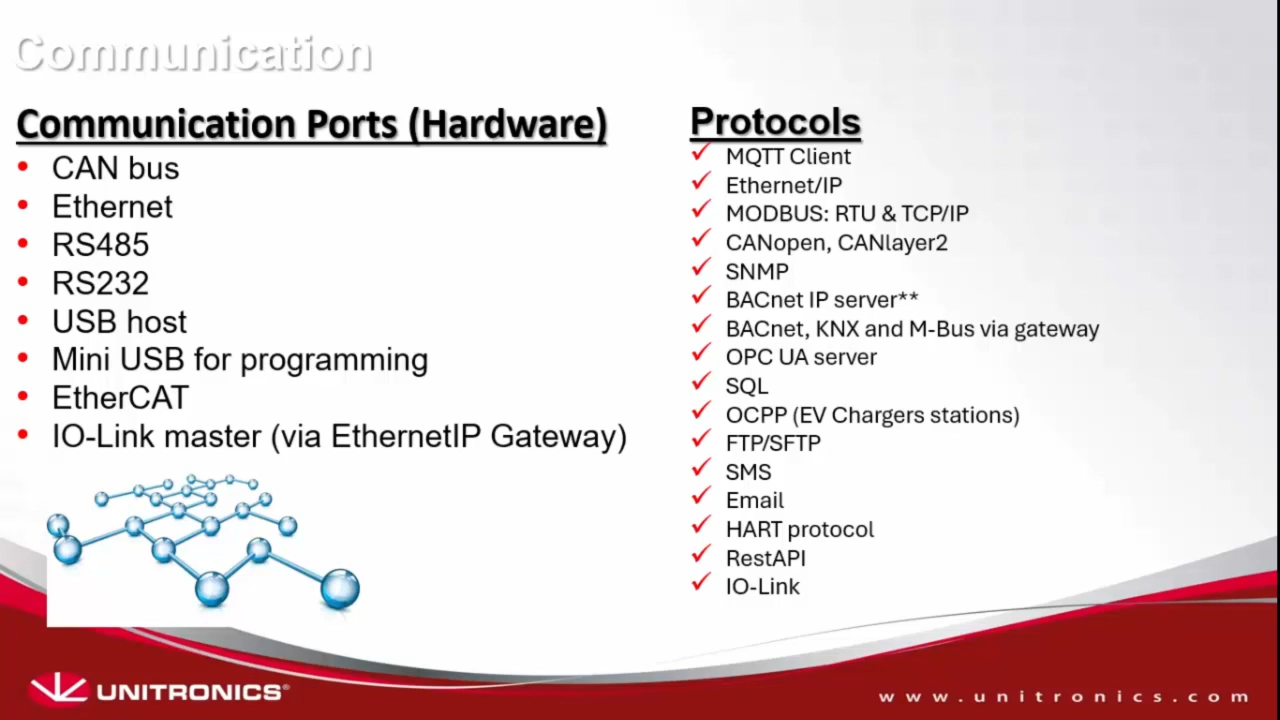 Communication
Communication Ports (Hardware)
CAN bus
Ethernet
RS485
RS232
USB host
Mini USB for programming
EtherCAT
IO-Link master (via EthernetIP Gateway)
Protocols
MQTT Client
Ethernet/IP
MODBUS: RTU & TCP/IP
CANopen, CANlayer2
SNMP
BACnet IP server**
BACnet, KNX and M-Bus via gateway
OPC UA server
SQL
OCPP (EV Chargers stations)
FTP/SFTP
SMS
Email
HART protocol
RestAPI
IO-Link
UNITRONICS®
www.unitronics.com